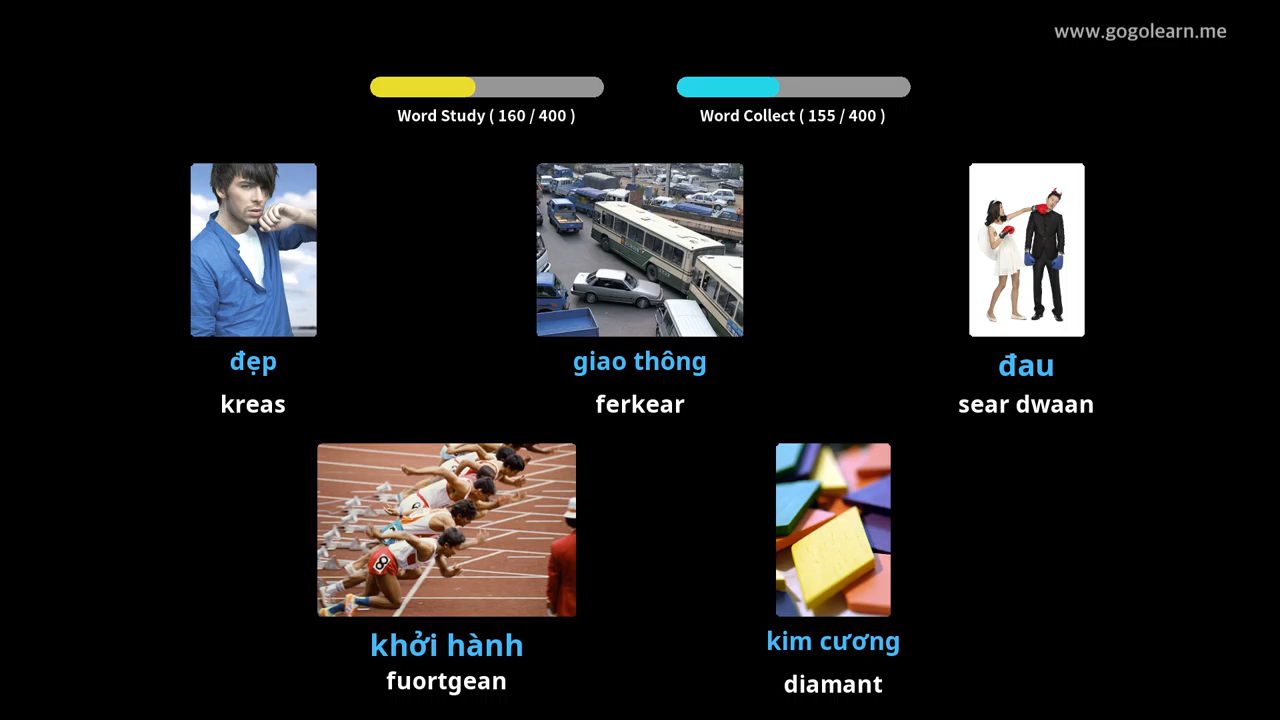 www.gogolearn.me
Word Study ( 160 / 400 )
Word Collect ( 155 / 400 )
đẹp
kreas
giao thông
ferkear
đau
sear dwaan
8
khởi hành
fuortgean
kim cương
diamant